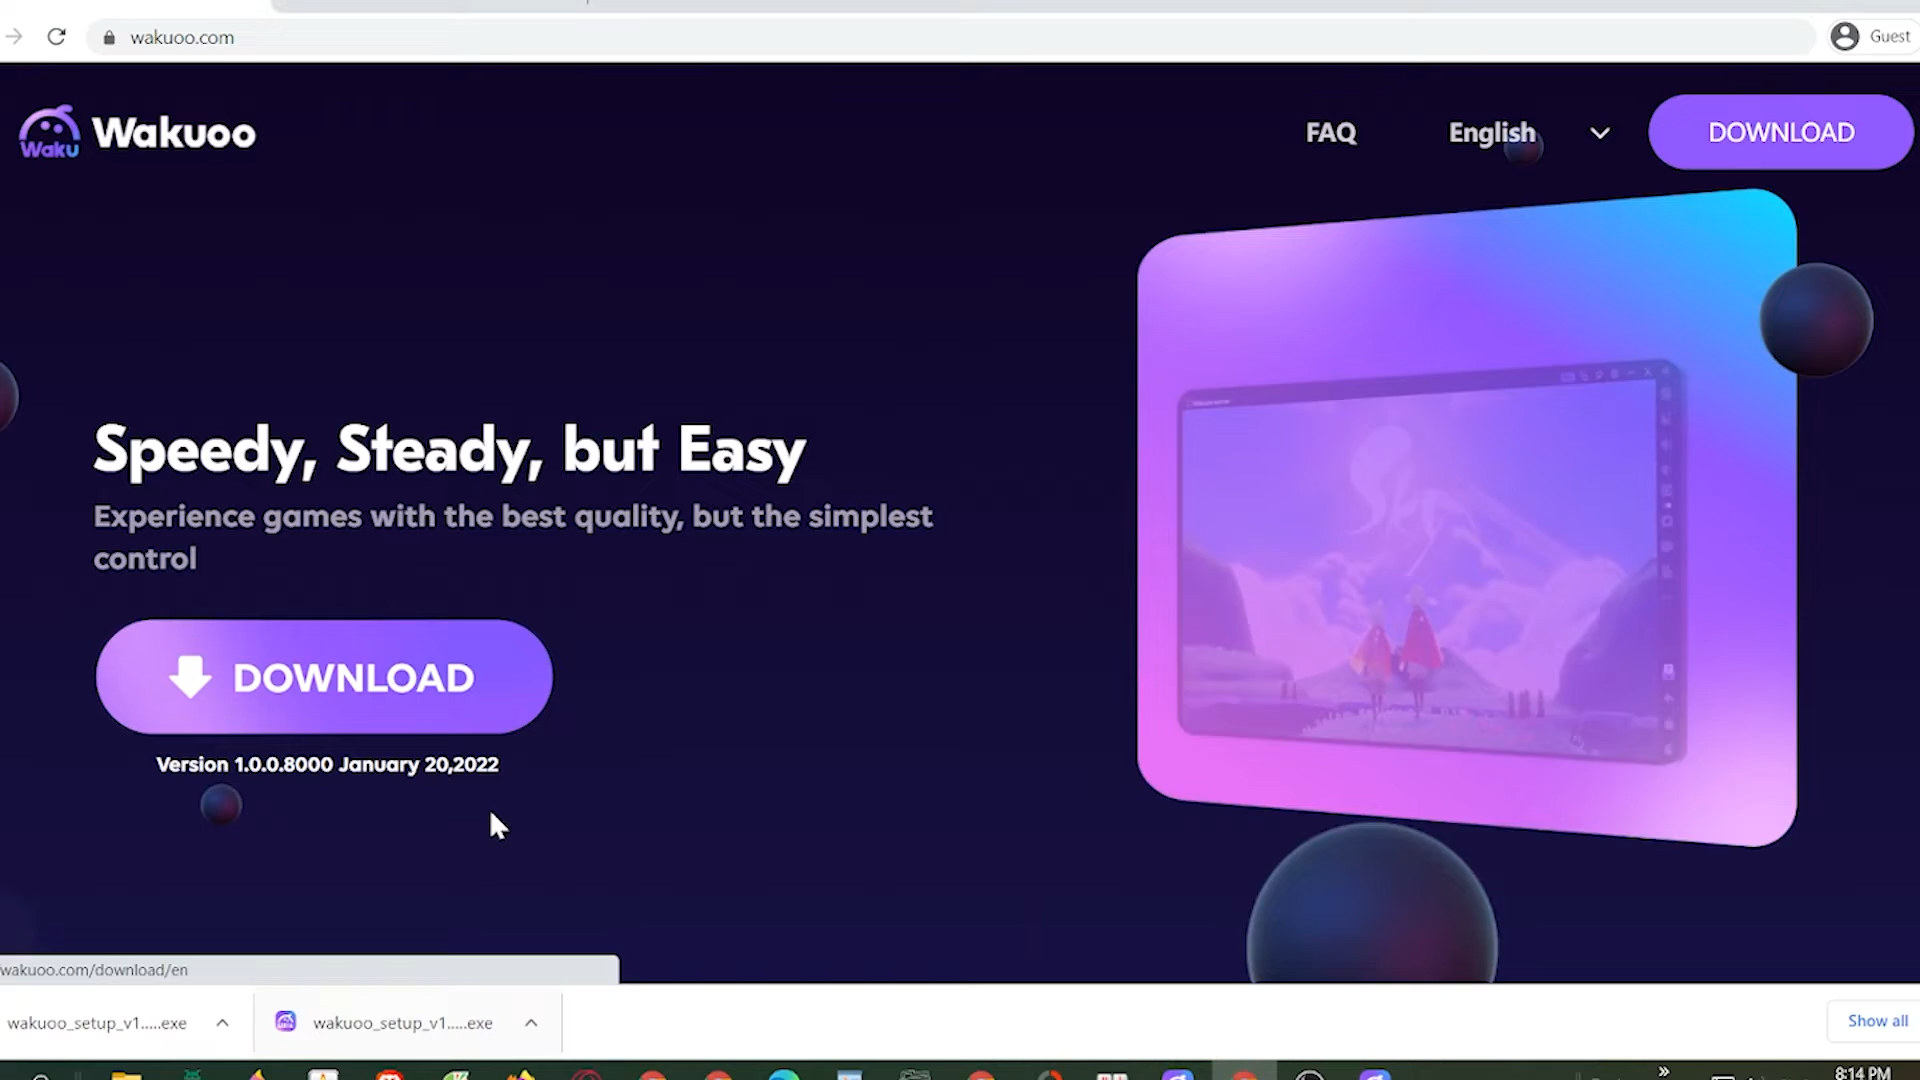 wakuoo.com
Guest
Waku
Wakuoo
FAQ
English
DOWNLOAD
Speedy, Steady, but Easy
Experience games with the best quality, but the simplest
control
DOWNLOAD
Version 1.0.0.8000 January 20,2022
wakuoo.com/download/en
wakuoo_setup_v1.....exe
wakuoo_setup_v1.....exe
Show all
8:14 PM